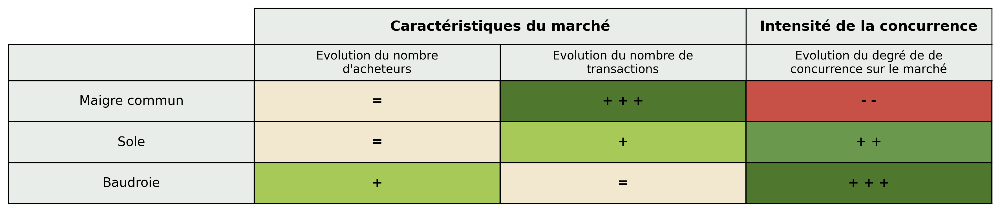 Caractéristiques du marché
Intensité de la concurrence
Evolution du nombre
d'acheteurs
Evolution du nombre de
transactions
Evolution du degré de de
concurrence sur le marché
Maigre commun
=
+ + +
- -
Sole
=
+
+ +
Baudroie
+
=
+ + +